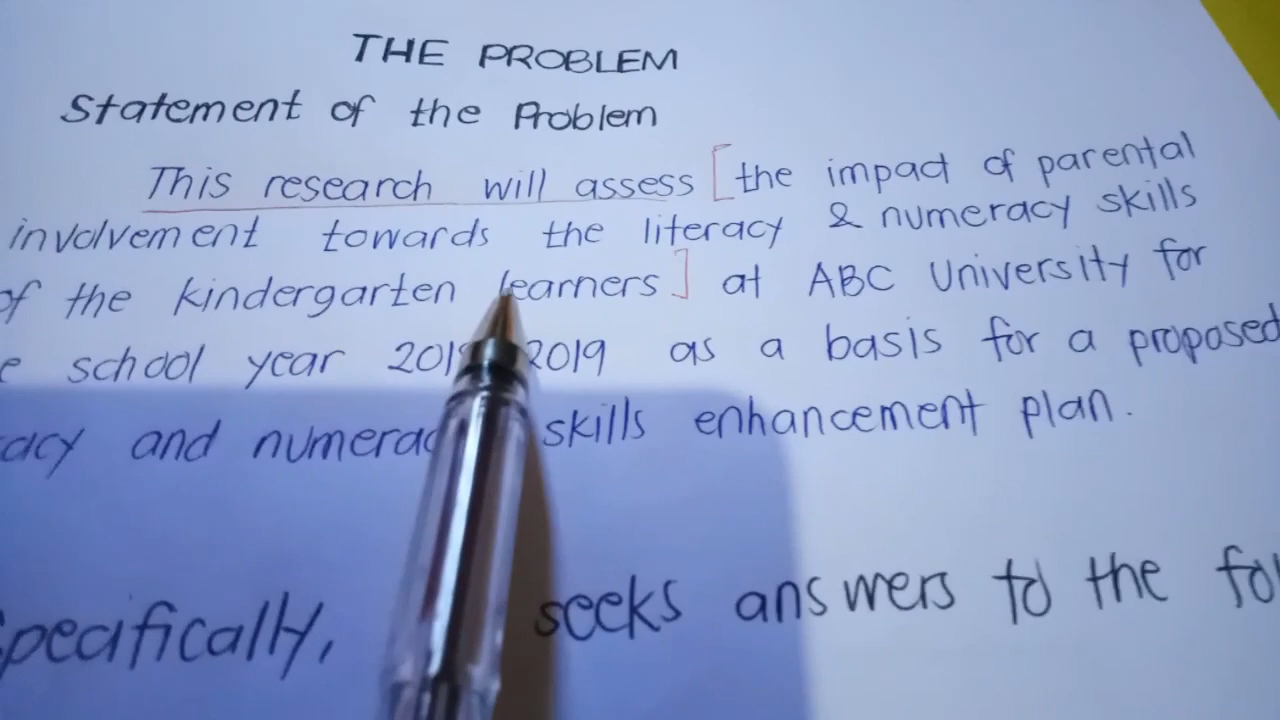 THE PROBLEM
Statement of the Problem
This research will assess [the impact of parental
involvement towards the literacy & numeracy skills
of the kindergarten learners] at ABC University for
school year 2019 as a basis for a proposed
and skills enhancement plan.
seeks answers to the